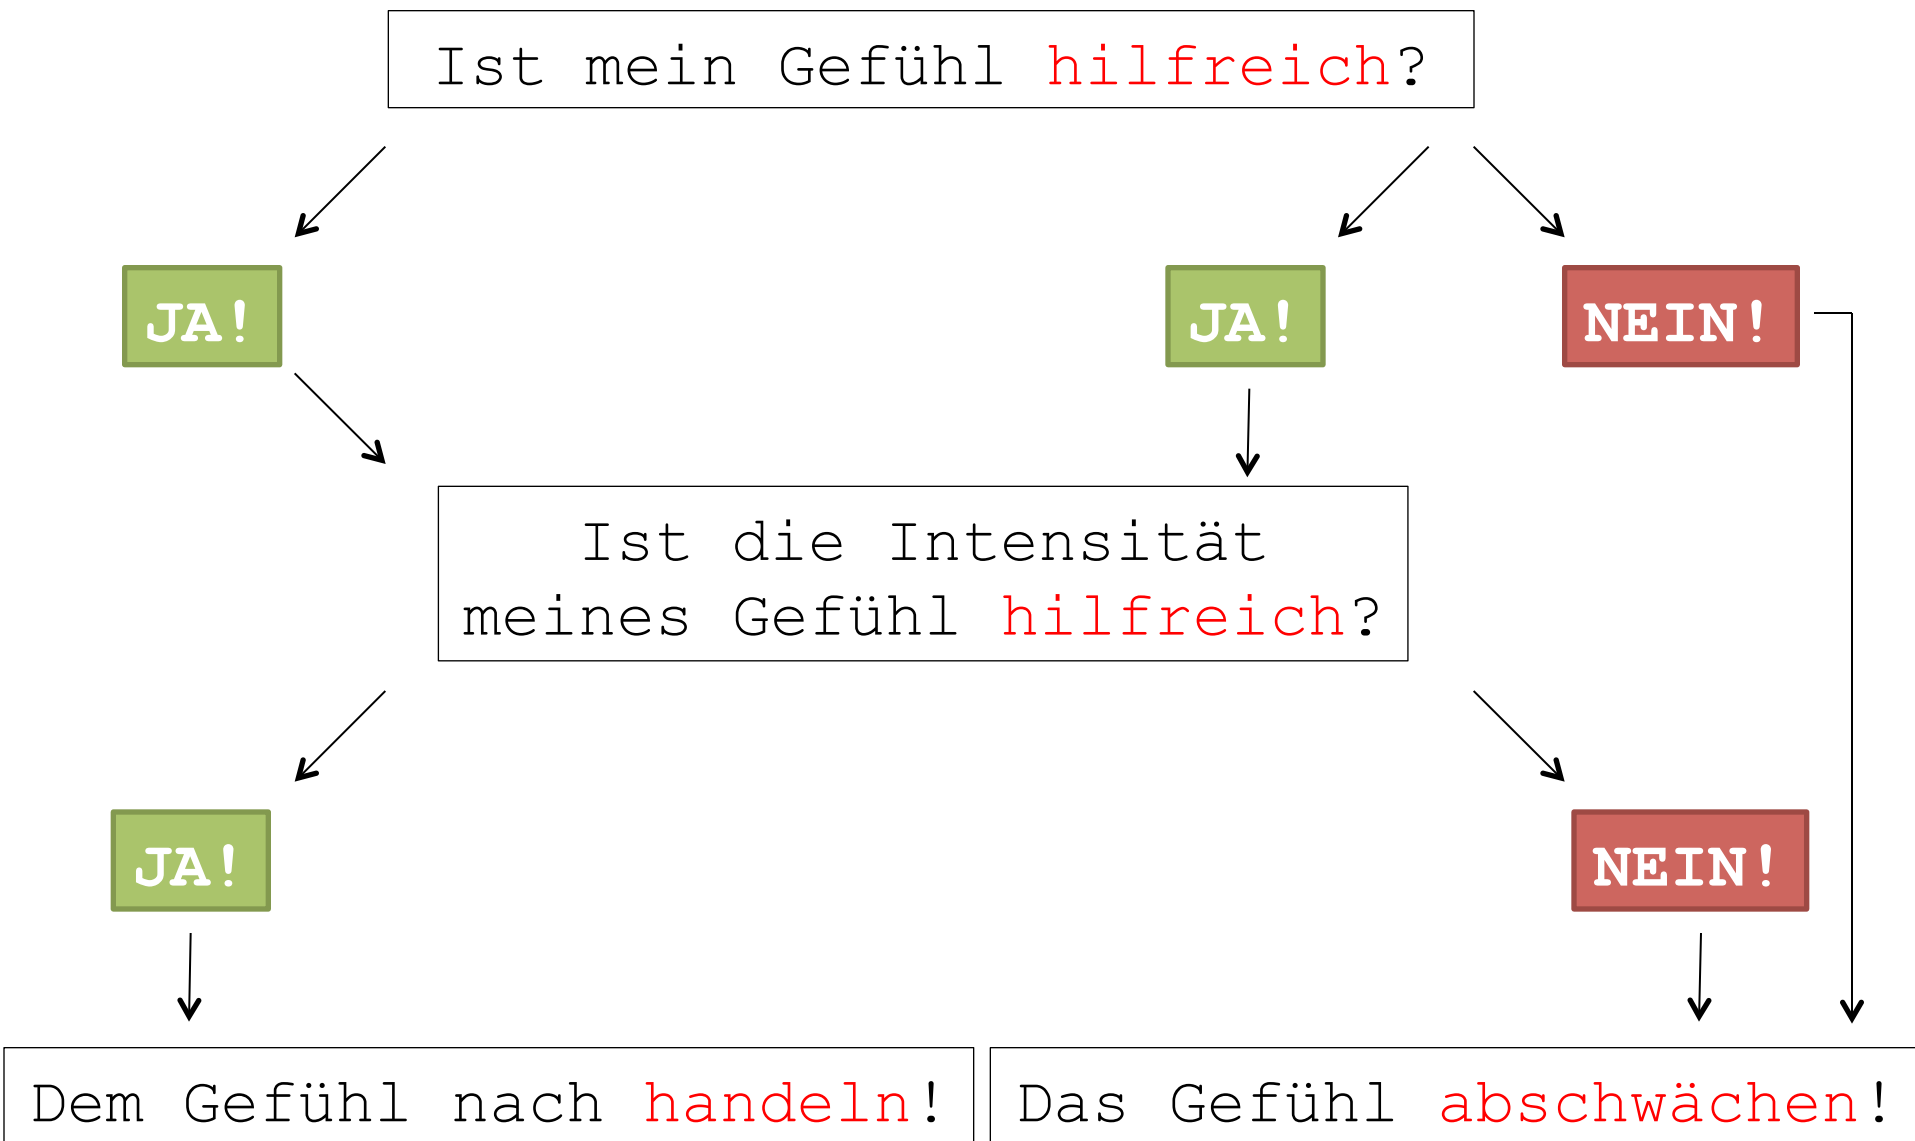 Ist mein Gefühl hilfreich?
JA!
JA!
NEIN!
Ist die Intensität
meines Gefühl hilfreich?
JA!
NEIN!
Dem Gefühl nach handeln!
Das Gefühl abschwächen!